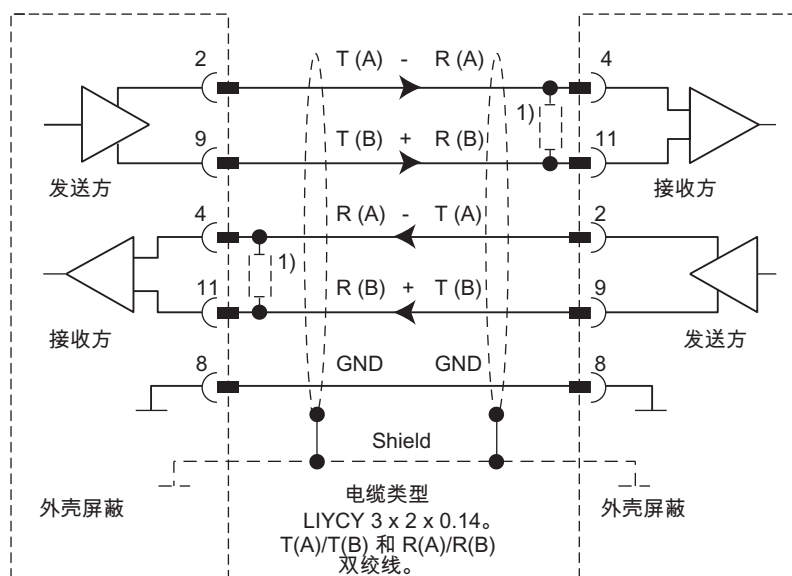 2 T (A) - R (A) 4
1)
9 T (B) + R (B) 11
发送方 接收方
4 R (A) - T (A) 2
1)
11 R (B) + T (B) 9
接收方 发送方
8 GND GND 8
Shield
外壳屏蔽 外壳屏蔽
电缆类型
LIYCY 3 x 2 x 0.14。
T(A)/T(B) 和 R(A)/R(B)
双绞线。